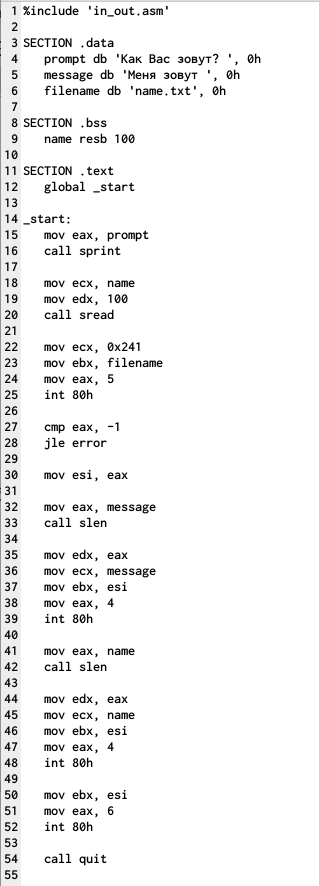 1 %include 'in_out.asm'
2
3 SECTION .data
4    prompt db 'Как Вас зовут? ', 0h
5    message db 'Меня зовут ', 0h
6    filename db 'name.txt', 0h
7
8 SECTION .bss
9    name resb 100
10
11 SECTION .text
12    global _start
13
14 _start:
15    mov eax, prompt
16    call sprint
17
18    mov ecx, name
19    mov edx, 100
20    call sread
21
22    mov ecx, 0x241
23    mov ebx, filename
24    mov eax, 5
25    int 80h
26
27    cmp eax, -1
28    jle error
29
30    mov esi, eax
31
32    mov eax, message
33    call slen
34
35    mov edx, eax
36    mov ecx, message
37    mov ebx, esi
38    mov eax, 4
39    int 80h
40
41    mov eax, name
42    call slen
43
44    mov edx, eax
45    mov ecx, name
46    mov ebx, esi
47    mov eax, 4
48    int 80h
49
50    mov ebx, esi
51    mov eax, 6
52    int 80h
53
54    call quit
55